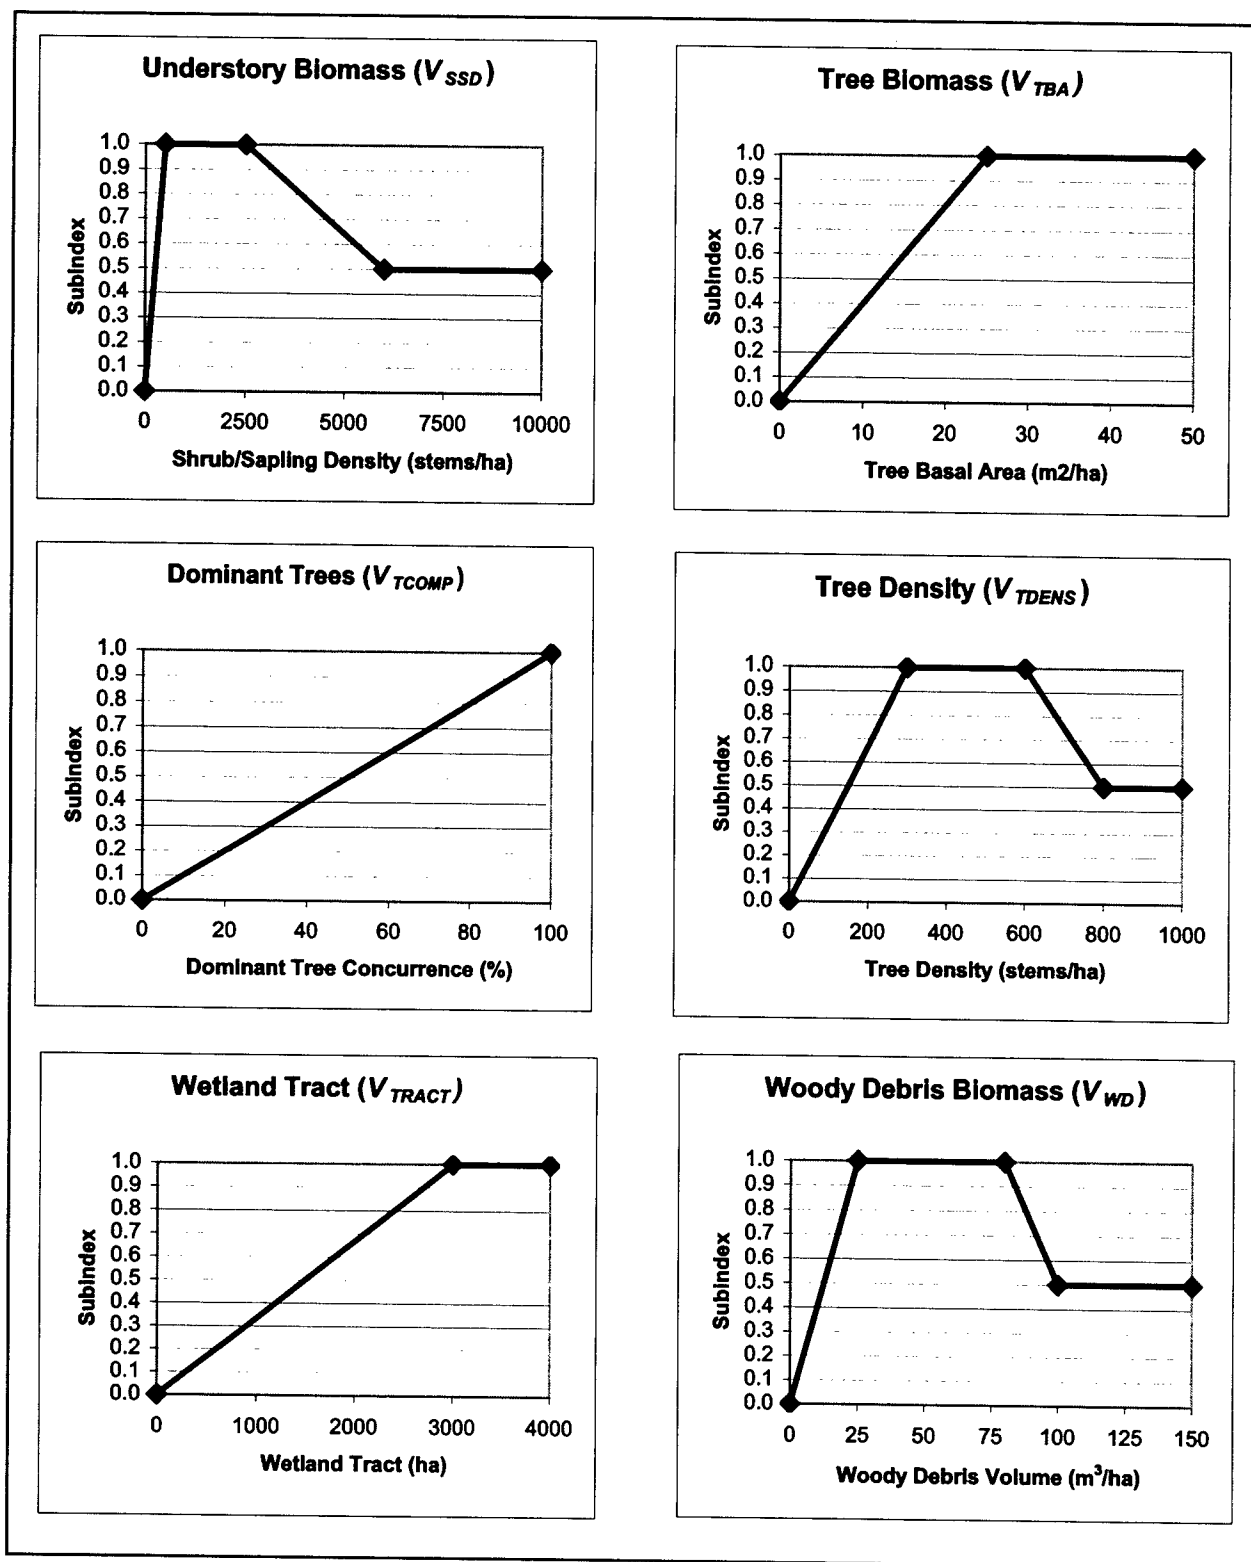 Understory Biomass (V SSD)
1.0
0.9
0.8
0.7
0.6
0.5
0.4
0.3
0.2
0.1
0.0
Subindex
0 2500 5000 7500 10000
Shrub/Sapling Density (stems/ha)
Tree Biomass (V TBA)
1.0
0.9
0.8
0.7
0.6
0.5
0.4
0.3
0.2
0.1
0.0
Subindex
0 10 20 30 40 50
Tree Basal Area (m2/ha)
Dominant Trees (V TCOMP)
1.0
0.9
0.8
0.7
0.6
0.5
0.4
0.3
0.2
0.1
0.0
Subindex
0 20 40 60 80 100
Dominant Tree Concurrence (%)
Tree Density (V TDENS)
1.0
0.9
0.8
0.7
0.6
0.5
0.4
0.3
0.2
0.1
0.0
Subindex
0 200 400 600 800 1000
Tree Density (stems/ha)
Wetland Tract (V TRACT)
1.0
0.9
0.8
0.7
0.6
0.5
0.4
0.3
0.2
0.1
0.0
Subindex
0 1000 2000 3000 4000
Wetland Tract (ha)
Woody Debris Biomass (V WD)
1.0
0.9
0.8
0.7
0.6
0.5
0.4
0.3
0.2
0.1
0.0
Subindex
0 25 50 75 100 150
Woody Debris Volume (m³/ha)